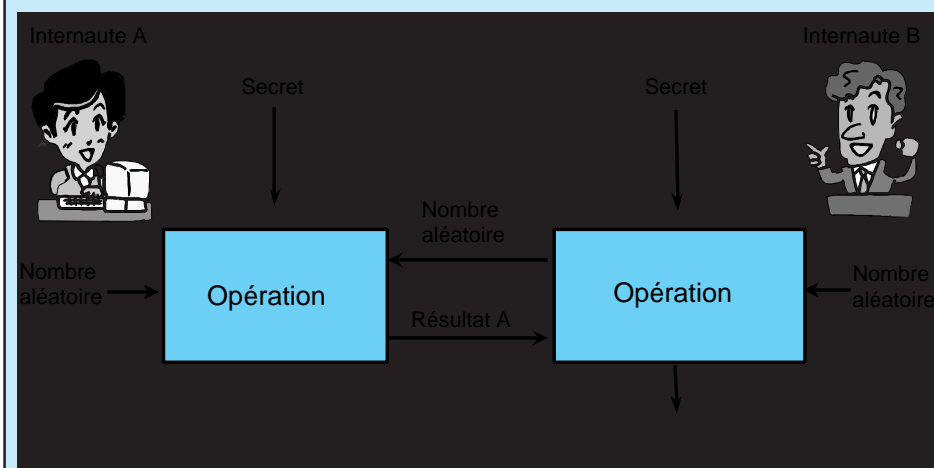 Internaute A
Internaute B
Secret
Secret
Nombre
aléatoire
Nombre
aléatoire
Opération
Opération
Nombre
aléatoire
Résultat A